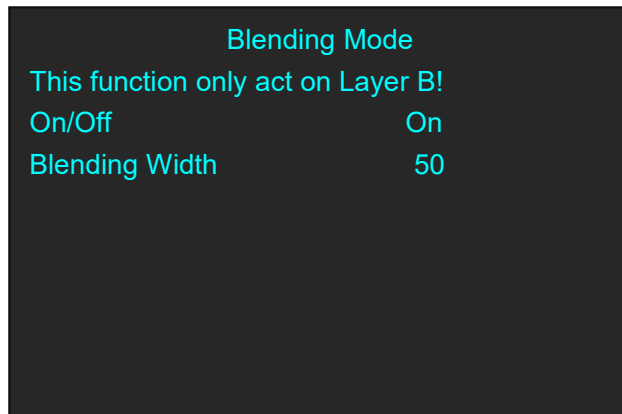 Blending Mode
This function only act on Layer B!
On/Off On
Blending Width 50